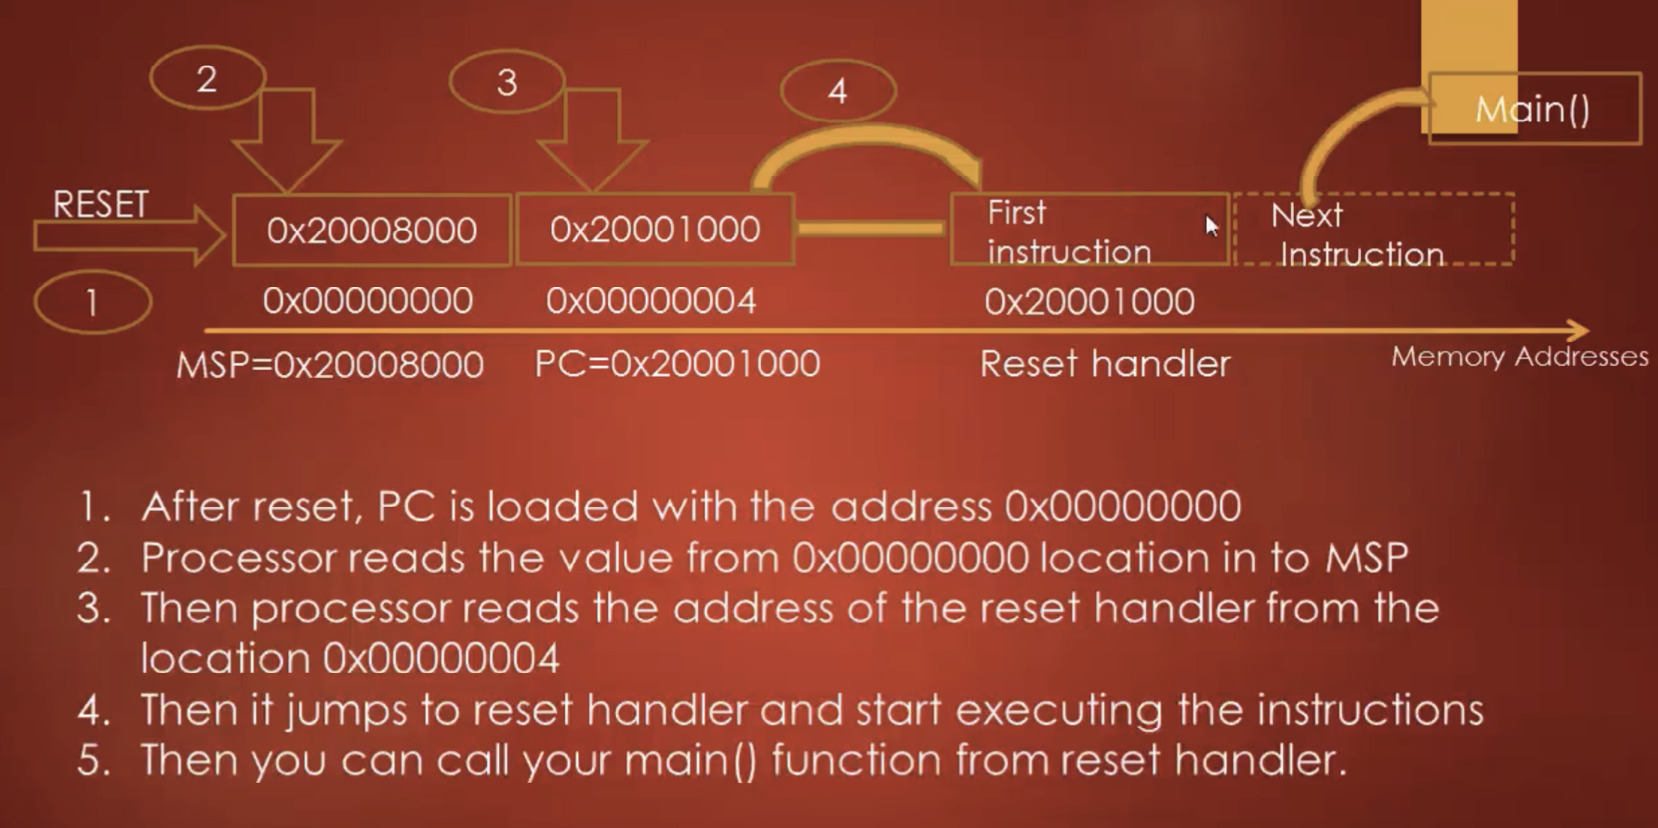 2
3
4
Main()
RESET
0x20008000
0x20001000
First
instruction
Next
Instruction
1
0x00000000
0x00000004
0x20001000
MSP=0x20008000
PC=0x20001000
Reset handler
Memory Addresses
1. After reset, PC is loaded with the address 0x00000000
2. Processor reads the value from 0x00000000 location in to MSP
3. Then processor reads the address of the reset handler from the
location 0x00000004
4. Then it jumps to reset handler and start executing the instructions
5. Then you can call your main() function from reset handler.